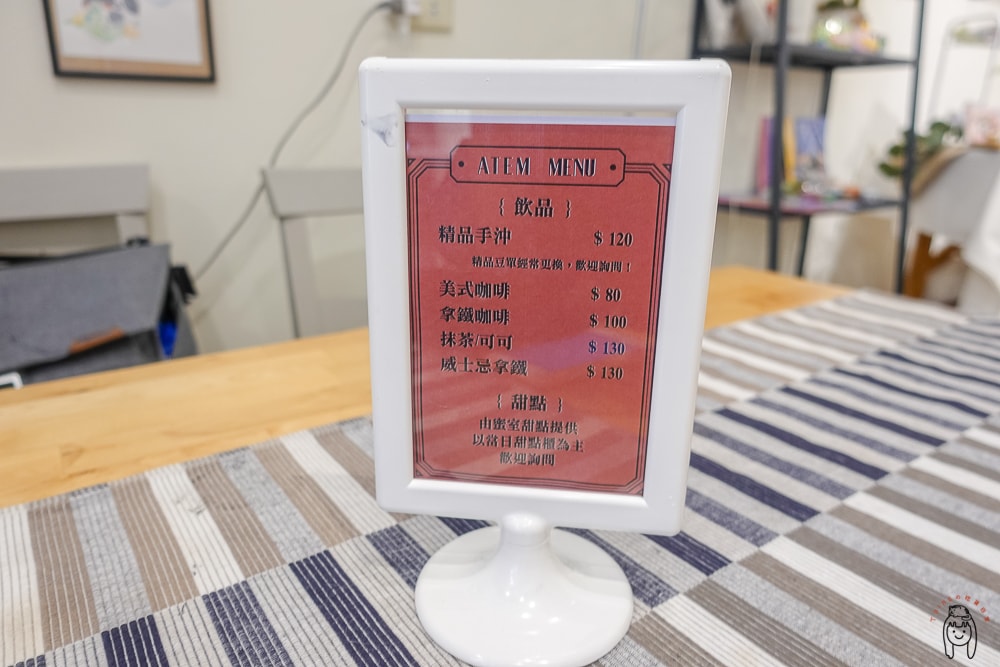 ATEM MENU
{ 飲品 }
精品手沖 $ 120
精品豆單經常更換，歡迎詢問！
美式咖啡 $ 80
拿鐵咖啡 $ 100
抹茶/可可 $ 130
威士忌拿鐵 $ 130
{ 甜點 }
由蜜室甜點提供
以當日甜點櫃為主
歡迎詢問